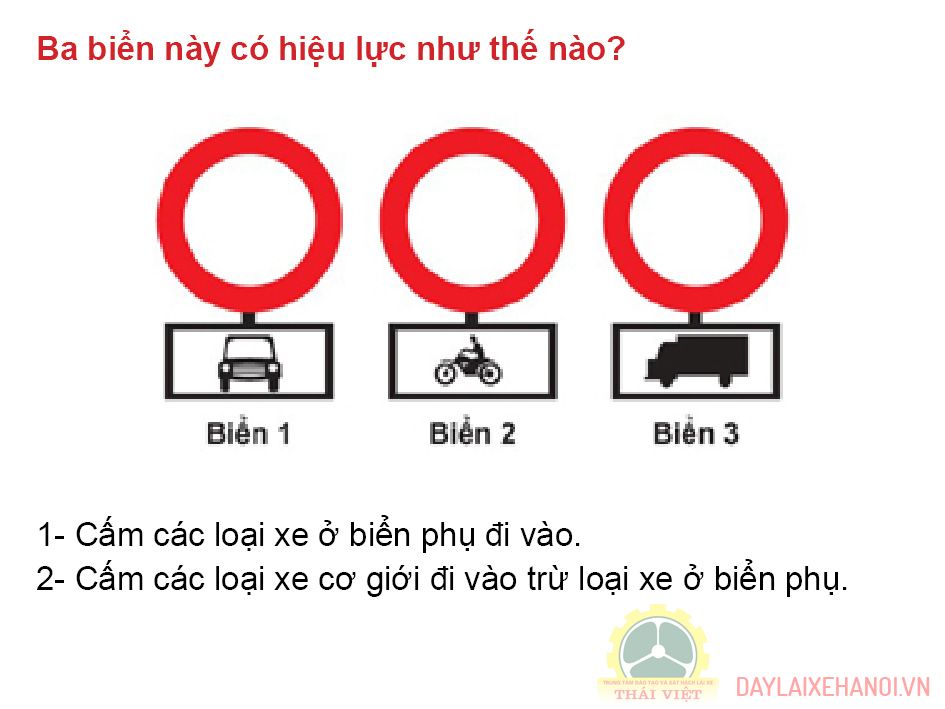 Ba biển này có hiệu lực như thế nào?
Biển 1
Biển 2
Biển 3
1- Cấm các loại xe ở biển phụ đi vào.
2- Cấm các loại xe cơ giới đi vào trừ loại xe ở biển phụ.
TRUNG TÂM ĐÀO TẠO VÀ SÁT HẠCH LÁI XE
THÁI VIỆT
DAYLAIXEHANOI.VN